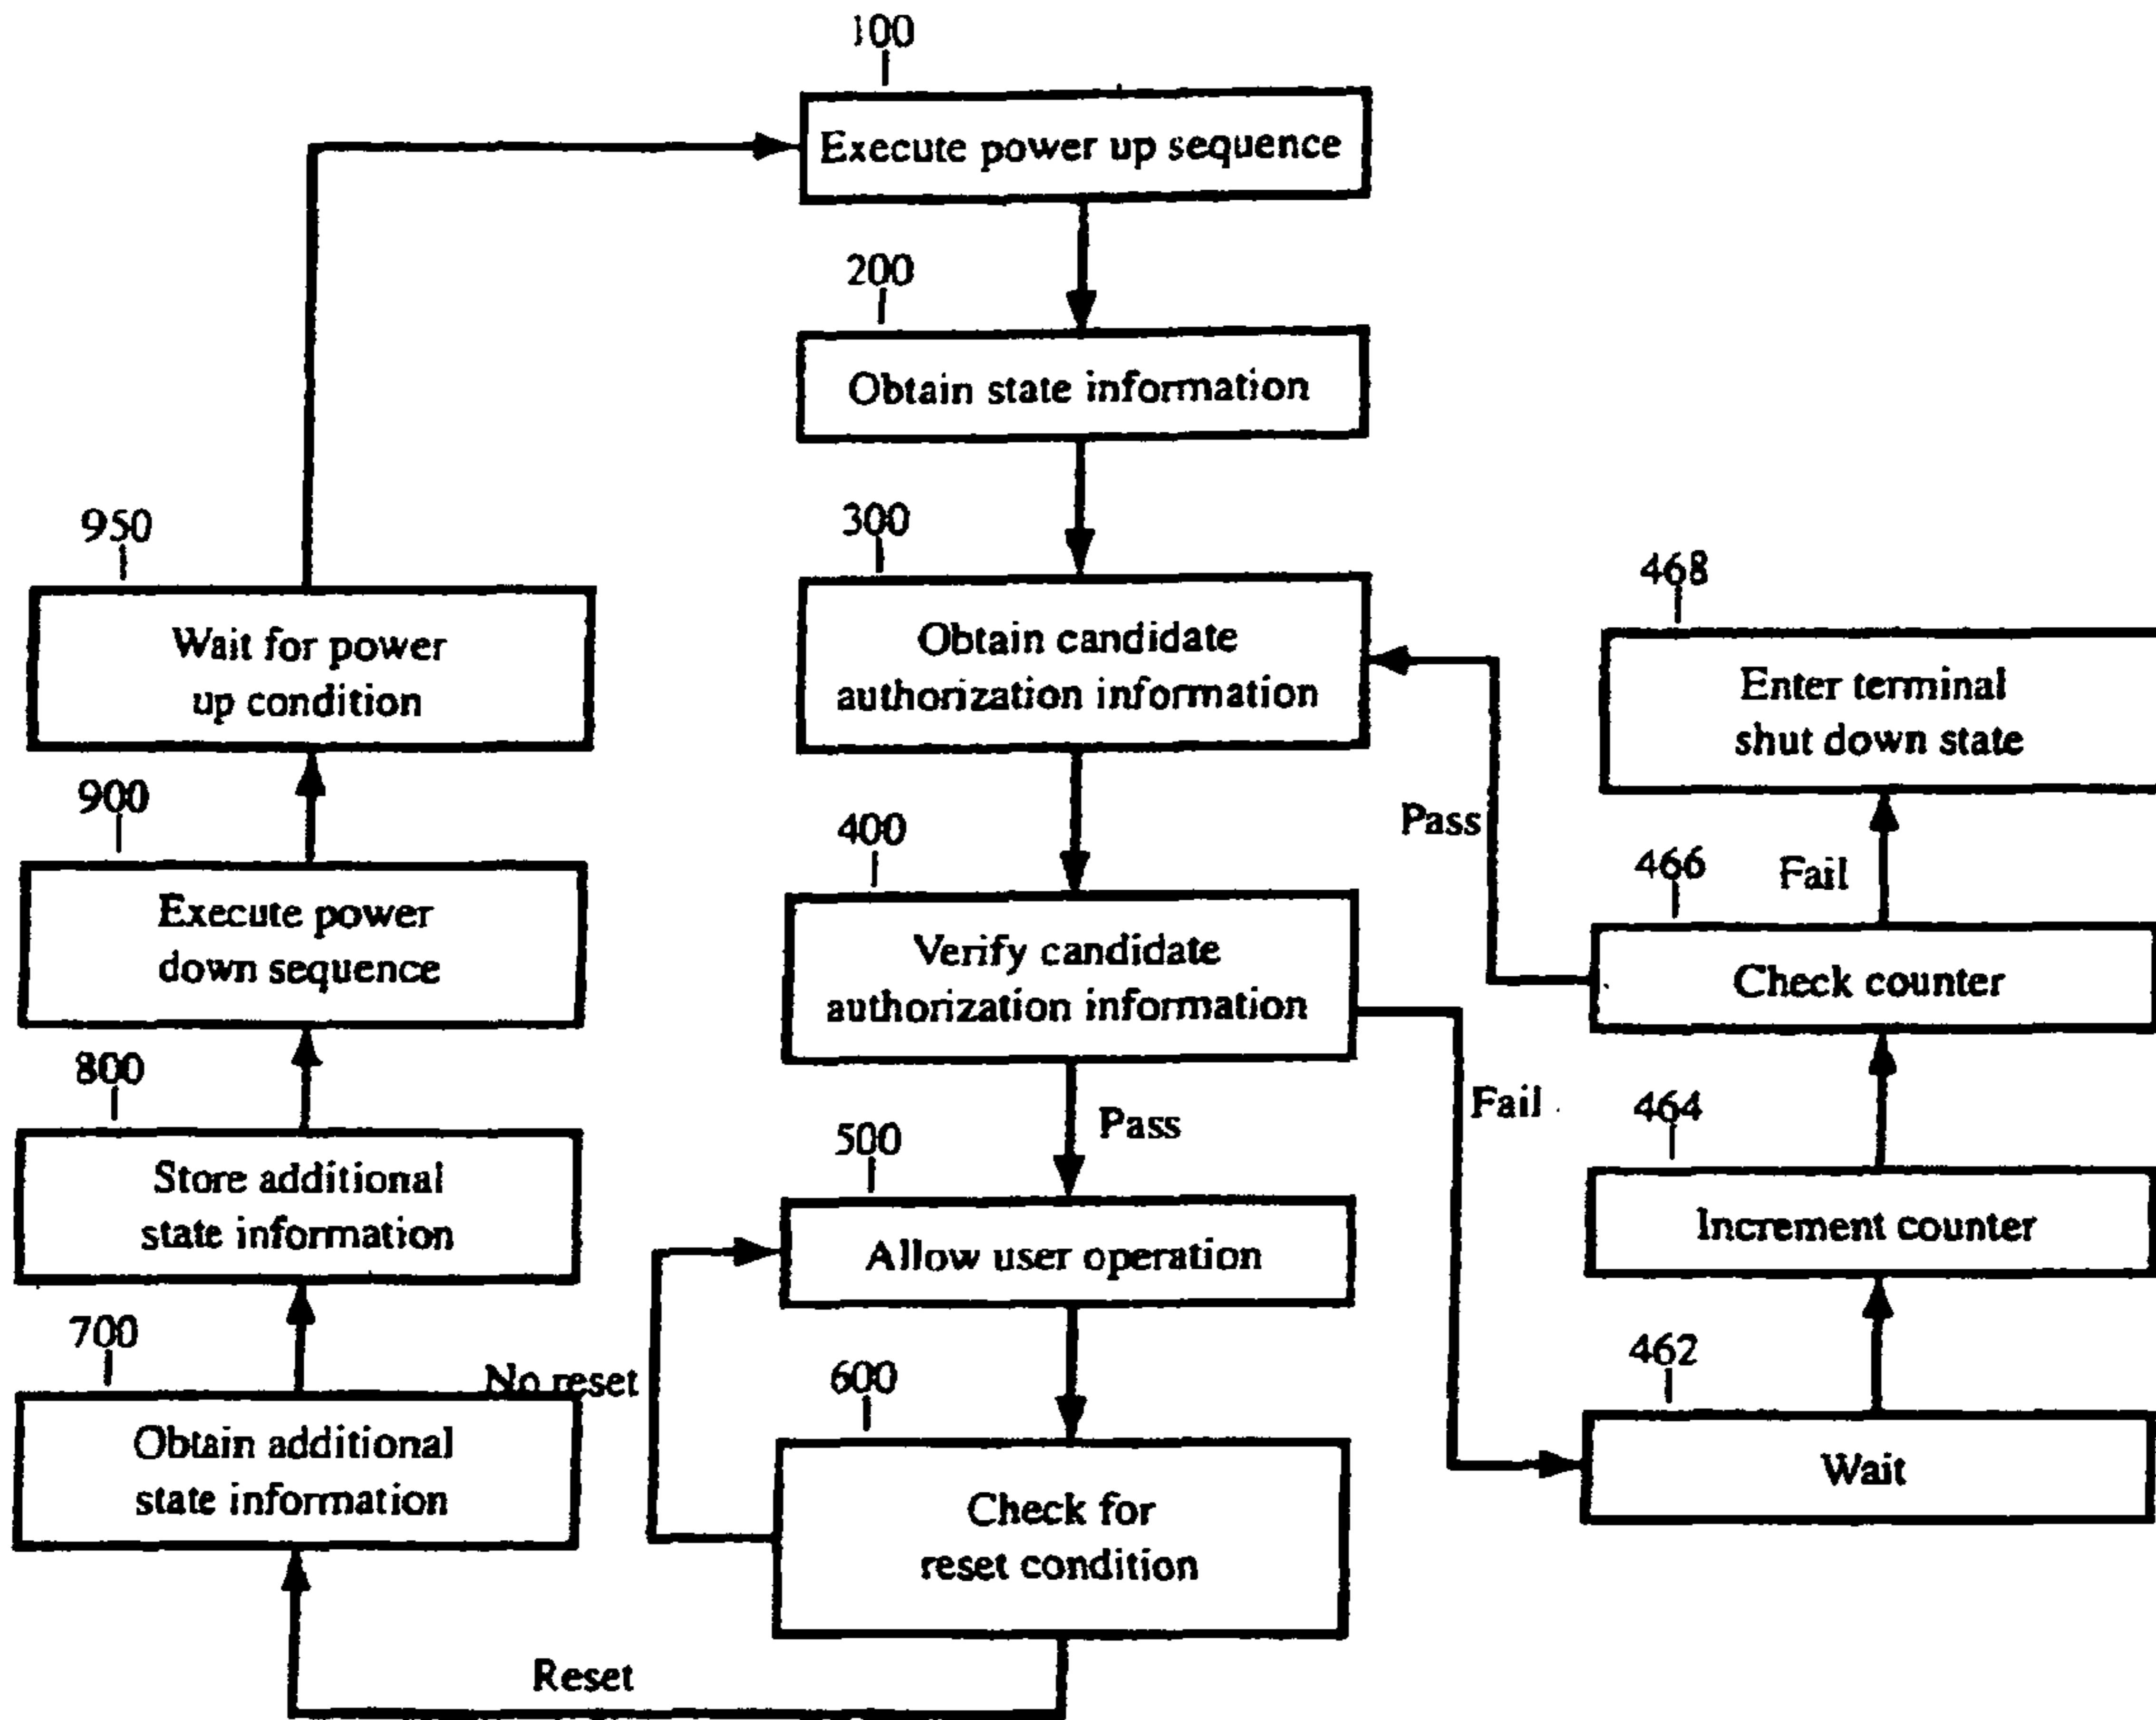 100
Execute power up sequence
200
Obtain state information
300
Obtain candidate
authorization information
400
Verify candidate
authorization information
Pass
Fail
500
Allow user operation
600
Check for
reset condition
No reset
Reset
700
Obtain additional
state information
800
Store additional
state information
900
Execute power
down sequence
950
Wait for power
up condition
462
Wait
464
Increment counter
466
Check counter
Pass
Fail
468
Enter terminal
shut down state